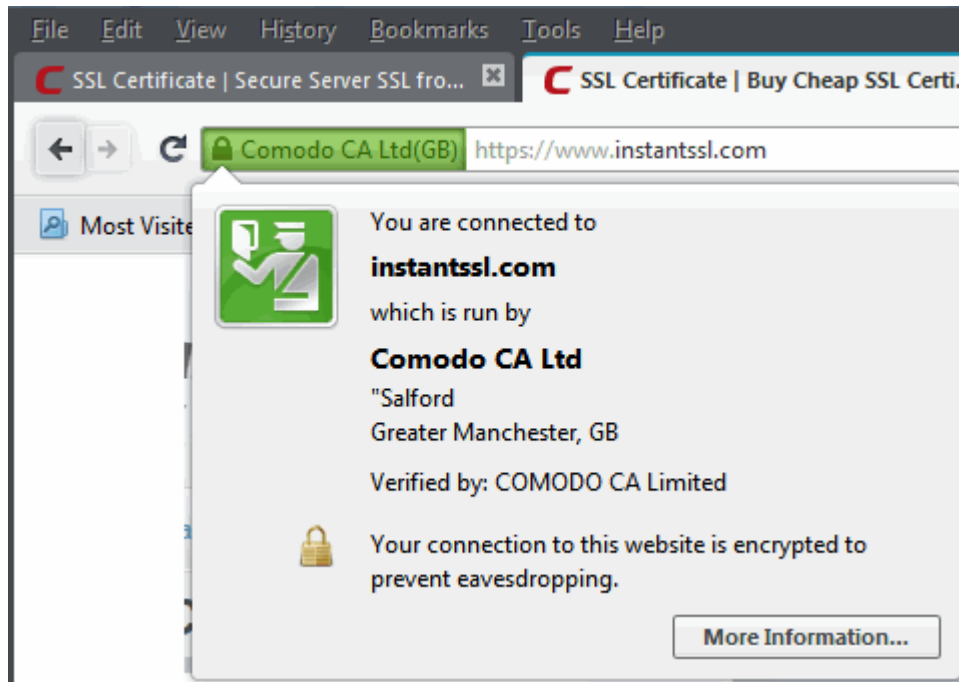 File Edit View History Bookmarks Tools Help
SSL Certificate | Secure Server SSL fro... SSL Certificate | Buy Cheap SSL Certi.
Comodo CA Ltd(GB) https://www.instantssl.com
Most Visite
You are connected to
instantssl.com
which is run by
Comodo CA Ltd
"Salford
Greater Manchester, GB
Verified by: COMODO CA Limited
Your connection to this website is encrypted to
prevent eavesdropping.
More Information...